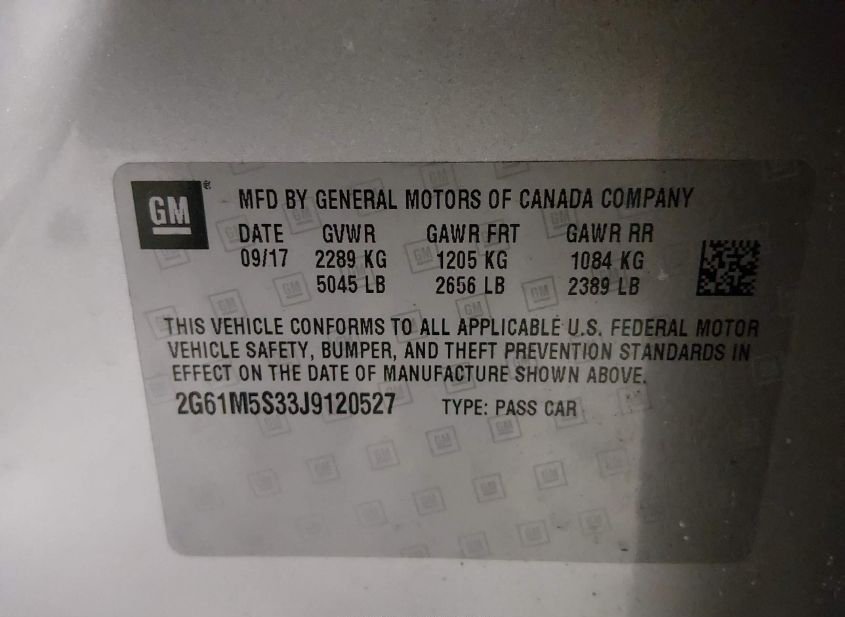 GM ®
MFD BY GENERAL MOTORS OF CANADA COMPANY
DATE GVWR GAWR FRT GAWR RR
09/17 2289 KG 1205 KG 1084 KG
5045 LB 2656 LB 2389 LB
THIS VEHICLE CONFORMS TO ALL APPLICABLE U.S. FEDERAL MOTOR
VEHICLE SAFETY, BUMPER, AND THEFT PREVENTION STANDARDS IN
EFFECT ON THE DATE OF MANUFACTURE SHOWN ABOVE.
2G61M5S33J9120527 TYPE: PASS CAR